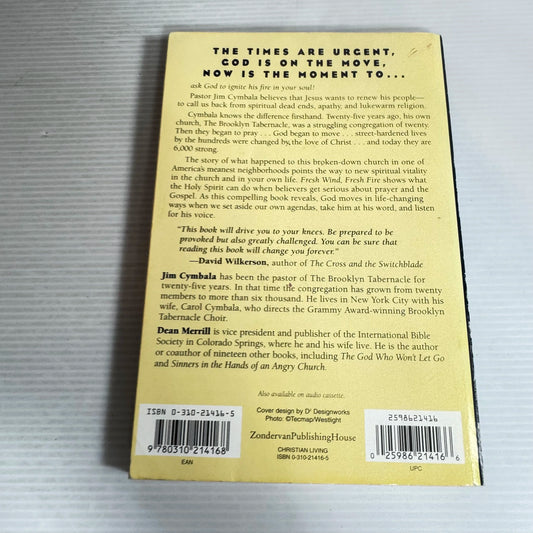 THE TIMES ARE URGENT,
GOD IS ON THE MOVE,
NOW IS THE MOMENT TO...
ask God to ignite his fire in your soul!
Pastor Jim Cymbala believes that Jesus wants to renew his people—
to call us back from spiritual dead ends, apathy, and lukewarm religion.
Cymbala knows the difference firsthand. Twenty-five years ago, his own
church, The Brooklyn Tabernacle, was a struggling congregation of twenty.
Then they began to pray . . . God began to move . . . street-hardened lives
by the hundreds were changed by the love of Christ . . . and today they are
6,000 strong.
The story of what happened to this broken-down church in one of
America's meanest neighborhoods points the way to new spiritual vitality
in the church and in your own life. Fresh Wind, Fresh Fire shows what
the Holy Spirit can do when believers get serious about prayer and the
Gospel. As this compelling book reveals, God moves in life-changing
ways when we set aside our own agendas, take him at his word, and listen
for his voice.
"This book will drive you to your knees. Be prepared to be
provoked but also greatly challenged. You can be sure that
reading this book will change you forever."
—David Wilkerson, author of The Cross and the Switchblade
Jim Cymbala has been the pastor of The Brooklyn Tabernacle for
twenty-five years. In that time the congregation has grown from twenty
members to more than six thousand. He lives in New York City with his
wife, Carol Cymbala, who directs the Grammy Award-winning Brooklyn
Tabernacle Choir.
Dean Merrill is vice president and publisher of the International Bible
Society in Colorado Springs, where he and his wife live. He is the author
or coauthor of nineteen other books, including The God Who Won't Let Go
and Sinners in the Hands of an Angry Church.
Also available on audio cassette.
ISBN 0-310-21416-5
9 780310 214168
EAN
Cover design by D² Designworks
Photo: ©Tecmap/Westlight
ZondervanPublishingHouse
CHRISTIAN LIVING
ISBN 0-310-21416-5
2598621416
0 25986 21416 6
UPC